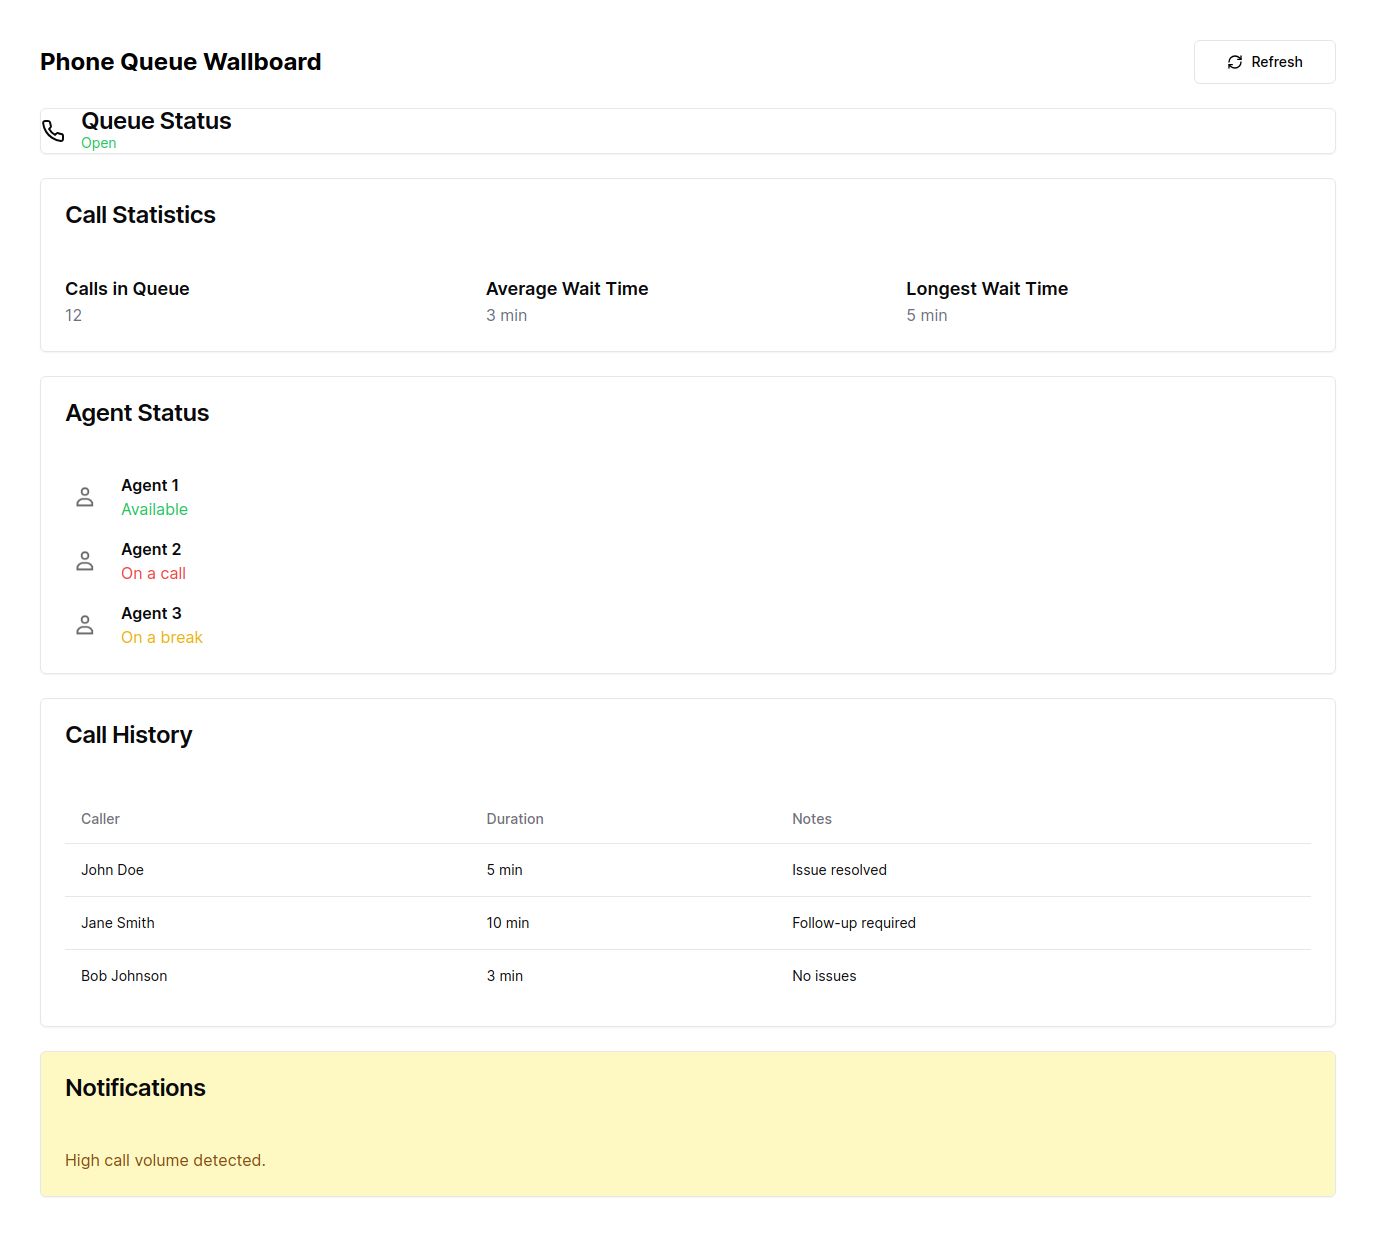 Phone Queue Wallboard
Refresh
Queue Status
Open
Call Statistics
Calls in Queue
12
Average Wait Time
3 min
Longest Wait Time
5 min
Agent Status
Agent 1
Available
Agent 2
On a call
Agent 3
On a break
Call History
Caller Duration Notes
John Doe 5 min Issue resolved
Jane Smith 10 min Follow-up required
Bob Johnson 3 min No issues
Notifications
High call volume detected.